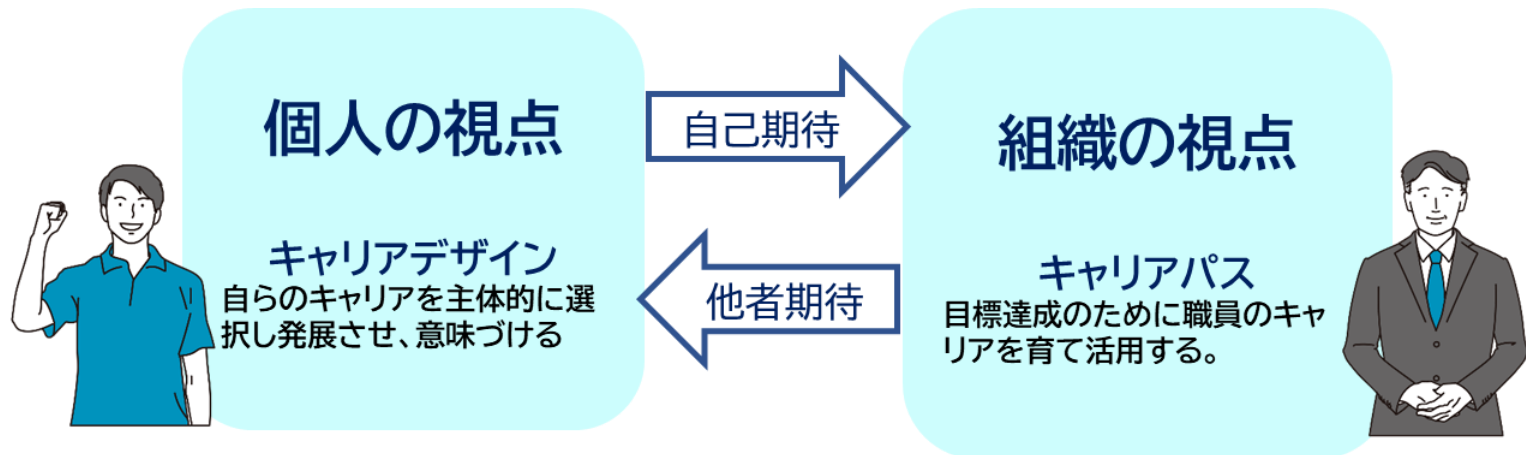 個人の視点
キャリアデザイン
自らのキャリアを主体的に選
択し発展させ、意味づける
自己期待
他者期待
組織の視点
キャリアパス
目標達成のために職員のキャ
リアを育て活用する。